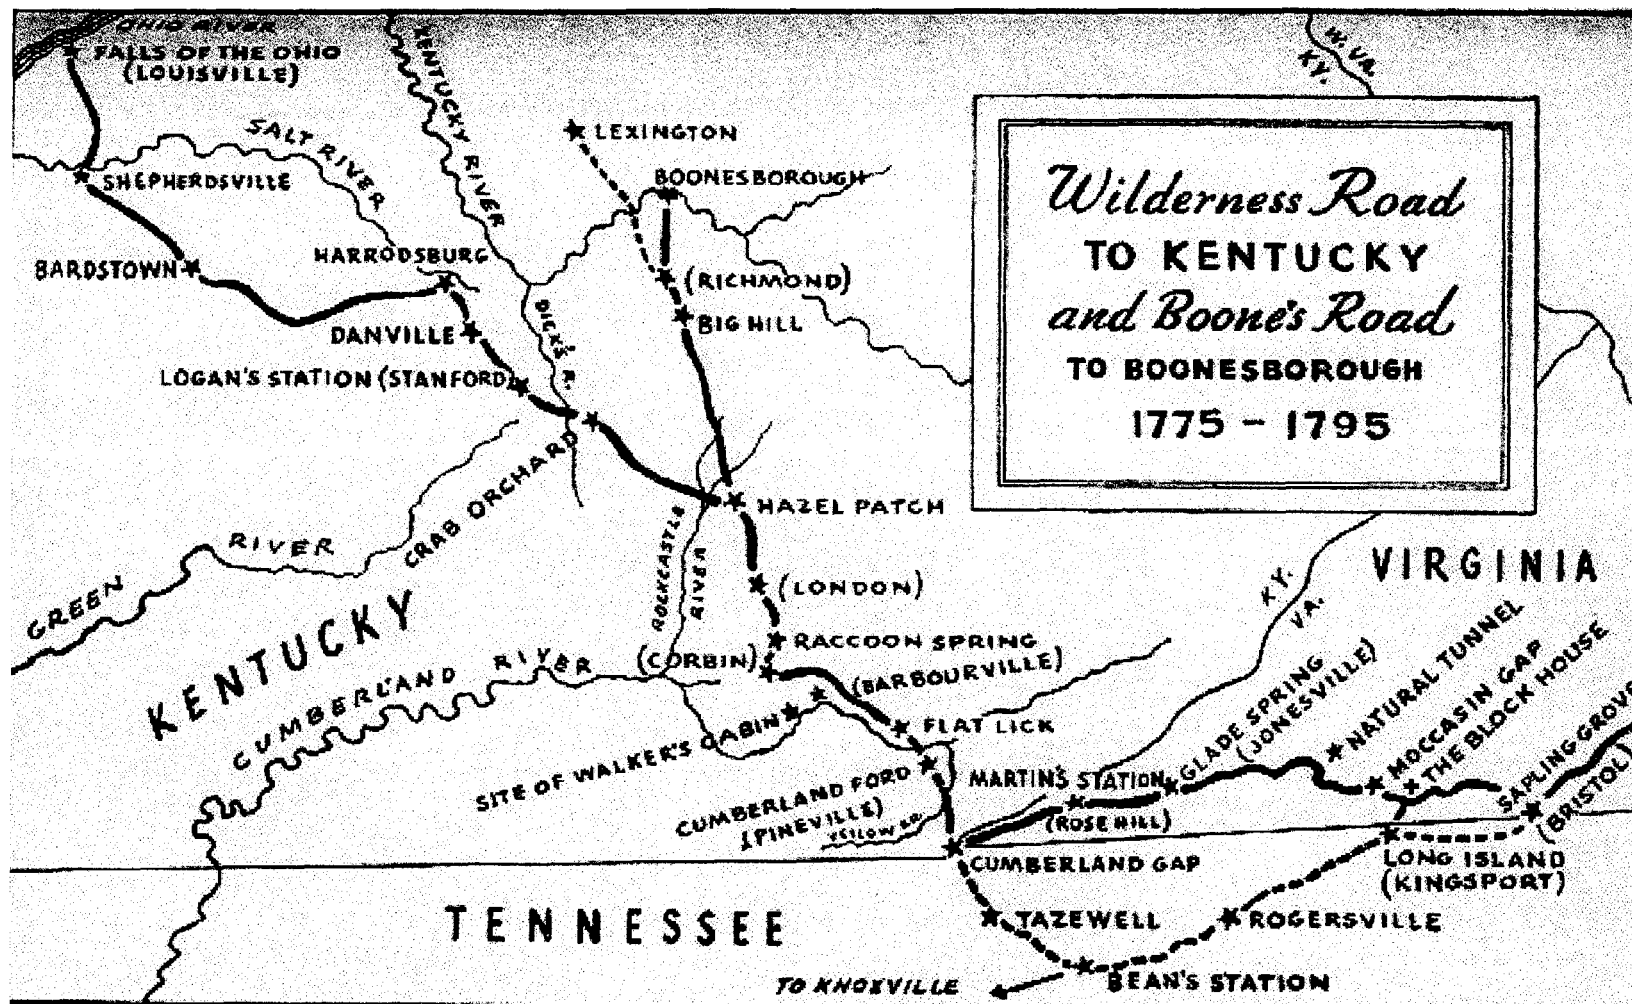 OHIO RIVER
FALLS OF THE OHIO
(LOUISVILLE)
KENTUCKY RIVER
W. VA.
KY.
SALT RIVER
LEXINGTON
SHEPHERDSVILLE
BOONESBOROUGH
Wilderness Road
TO KENTUCKY
and Boone's Road
TO BOONESBOROUGH
1775 - 1795
HARRODSBURG
BARDSTOWN
(RICHMOND)
DICK'S R.
BIG HILL
DANVILLE
LOGAN'S STATION (STANFORD)
CRAB ORCHARD
HAZEL PATCH
GREEN RIVER
ROCKCASTLE
RIVER
KENTUCKY
(LONDON)
KY.
VA.
VIRGINIA
RACCOON SPRING
CUMBERLAND RIVER
(CORBIN)
(BARBOURVILLE)
FLAT LICK
SITE OF WALKER'S CABIN
CUMBERLAND FORD
(PINEVILLE)
YELLOW CR.
MARTIN'S STATION
(ROSE HILL)
GLADE SPRING
(JONESVILLE)
NATURAL TUNNEL
MOCCASIN GAP
THE BLOCK HOUSE
SAPLING GROVE
(BRISTOL)
CUMBERLAND GAP
LONG ISLAND
(KINGSPORT)
TENNESSEE
TAZEWELL
ROGERSVILLE
BEAN'S STATION
TO KNOXVILLE